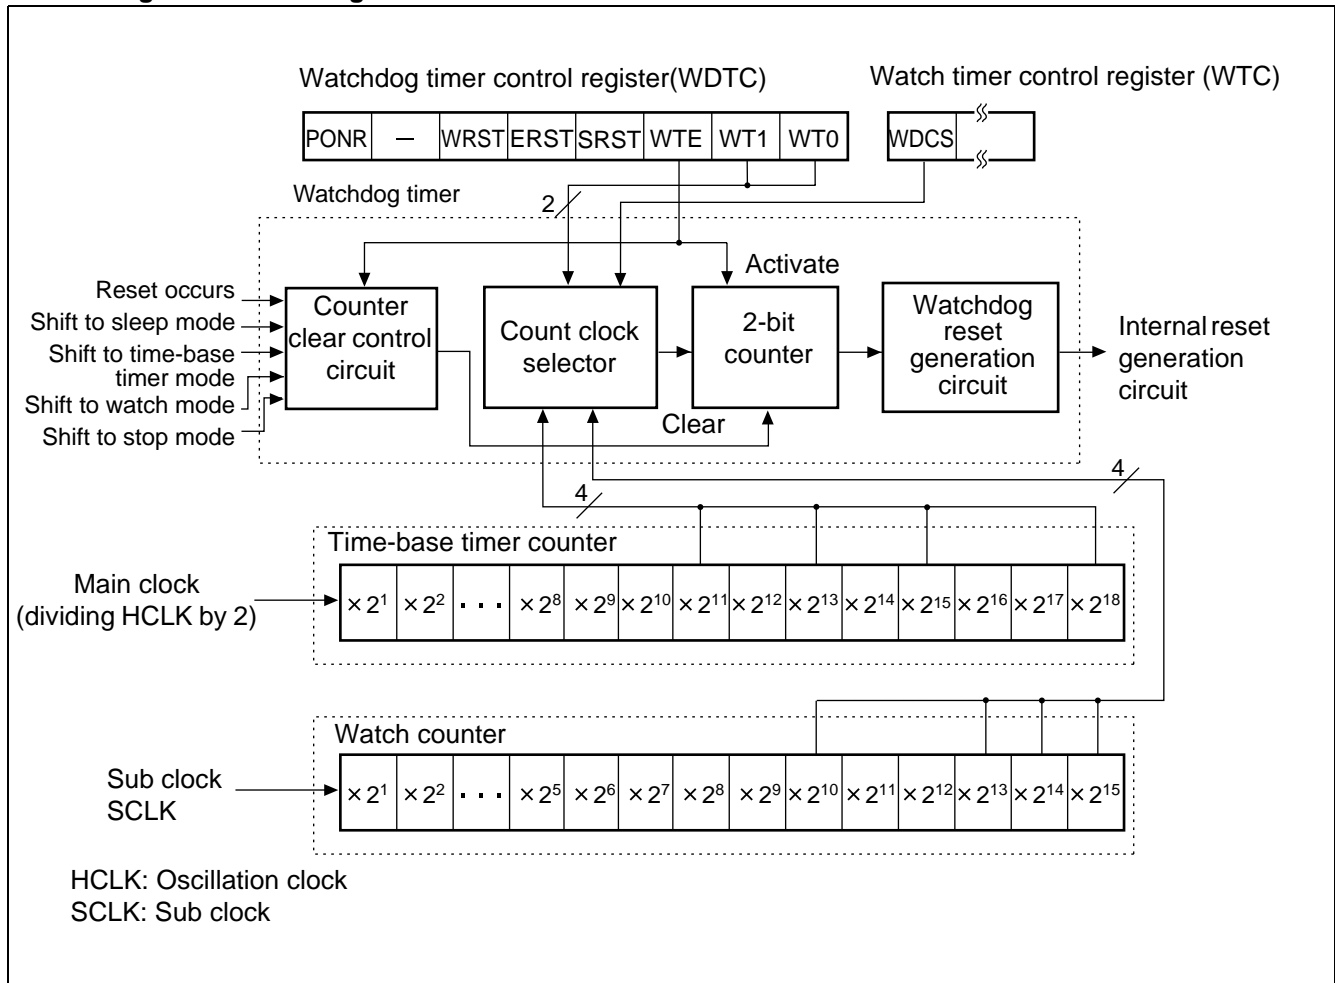 Watchdog timer control register(WDTC)
Watch timer control register (WTC)
PONR — WRST ERST SRST WTE WT1 WT0
WDCS
Watchdog timer
2
Activate
Reset occurs
Shift to sleep mode
Shift to time-base
timer mode
Shift to watch mode
Shift to stop mode
Counter
clear control
circuit
Count clock
selector
2-bit
counter
Watchdog
reset
generation
circuit
Internal reset
generation
circuit
Clear
4
4
Time-base timer counter
Main clock
(dividing HCLK by 2)
×2¹ ×2² · · · ×2⁸ ×2⁹ ×2¹⁰ ×2¹¹ ×2¹² ×2¹³ ×2¹⁴ ×2¹⁵ ×2¹⁶ ×2¹⁷ ×2¹⁸
Watch counter
Sub clock
SCLK
×2¹ ×2² · · · ×2⁵ ×2⁶ ×2⁷ ×2⁸ ×2⁹ ×2¹⁰ ×2¹¹ ×2¹² ×2¹³ ×2¹⁴ ×2¹⁵
HCLK: Oscillation clock
SCLK: Sub clock